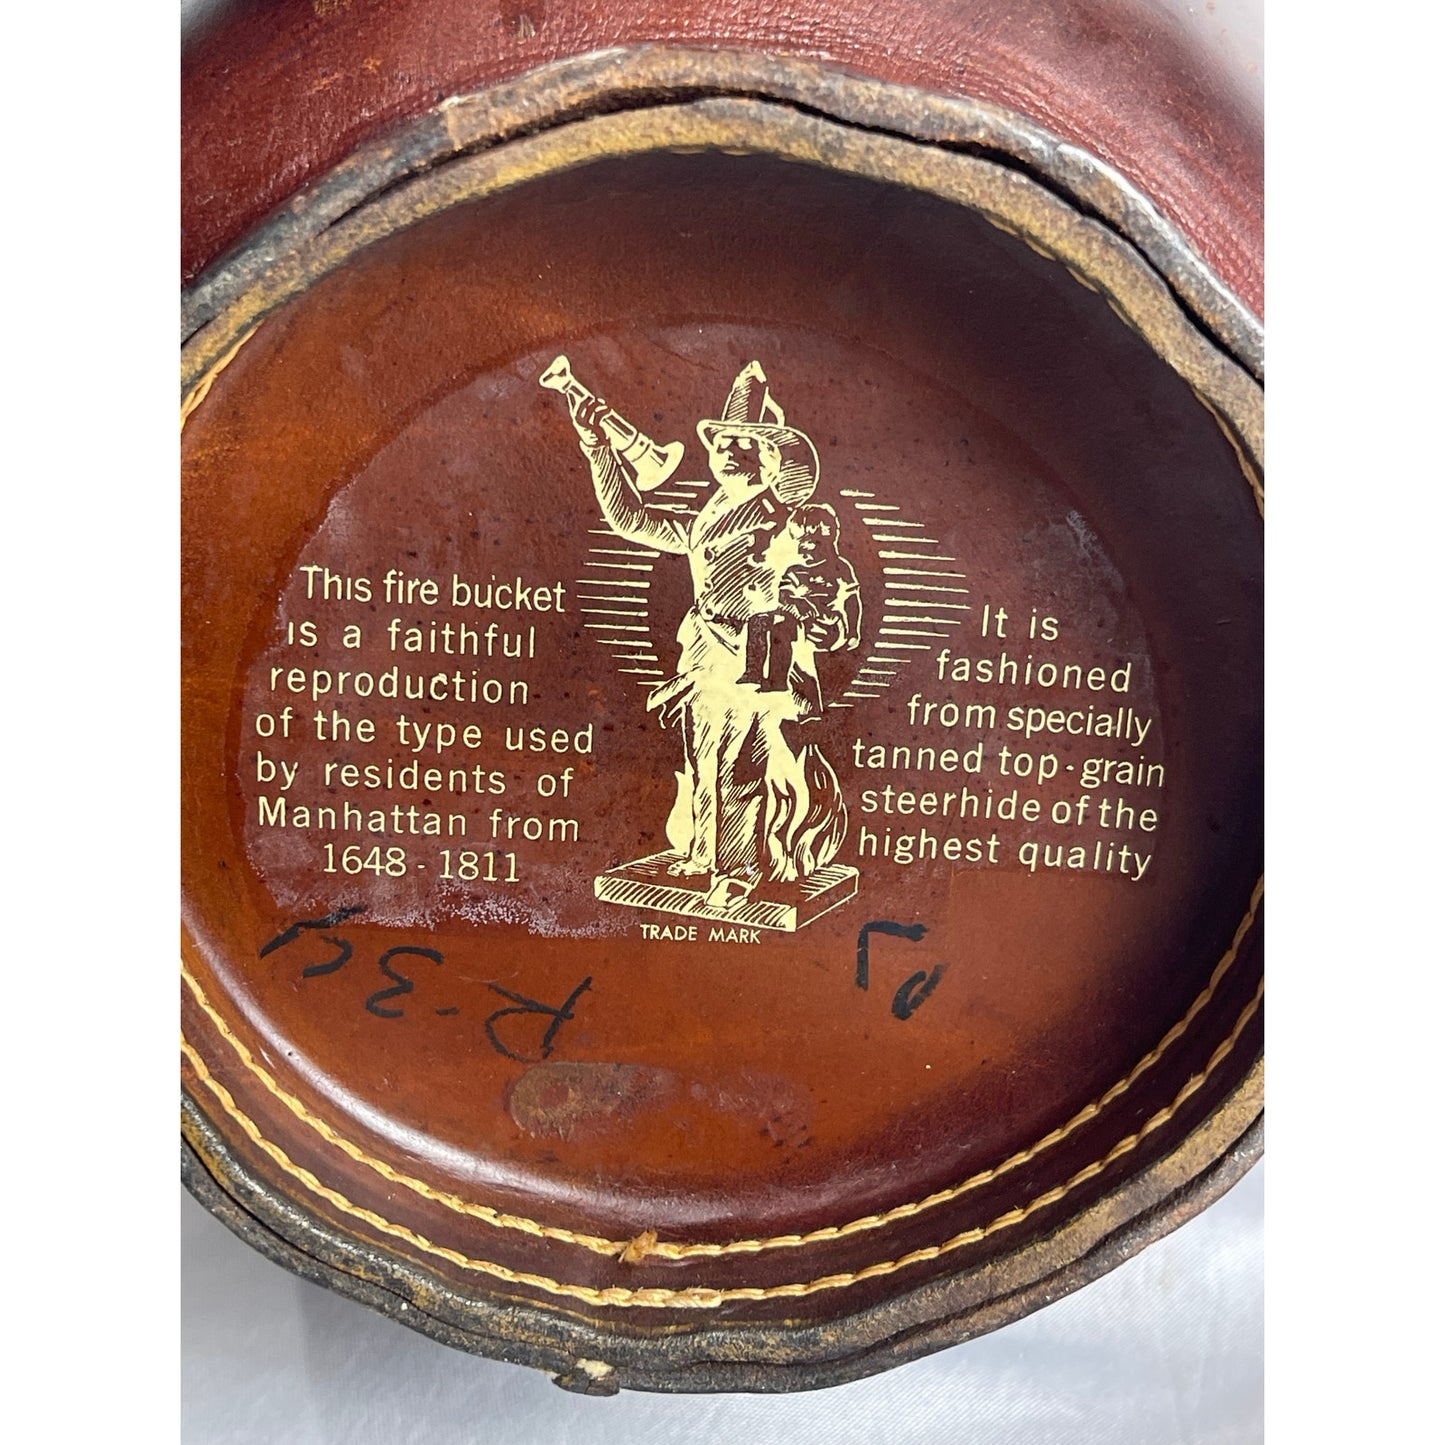 This fire bucket
is a faithful
reproduction
of the type used
by residents of
Manhattan from
1648 - 1811
It is
fashioned
from specially
tanned top-grain
steerhide of the
highest quality
TRADE MARK